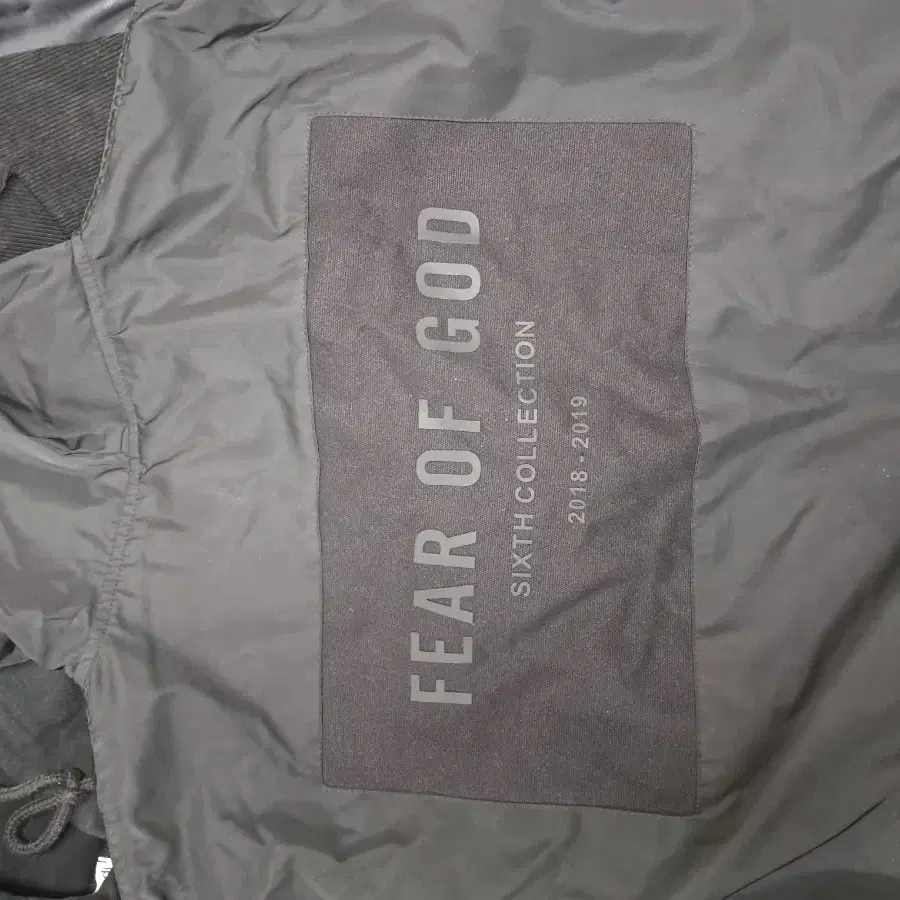 FEAR OF GOD
SIXTH COLLECTION
2018 - 2019